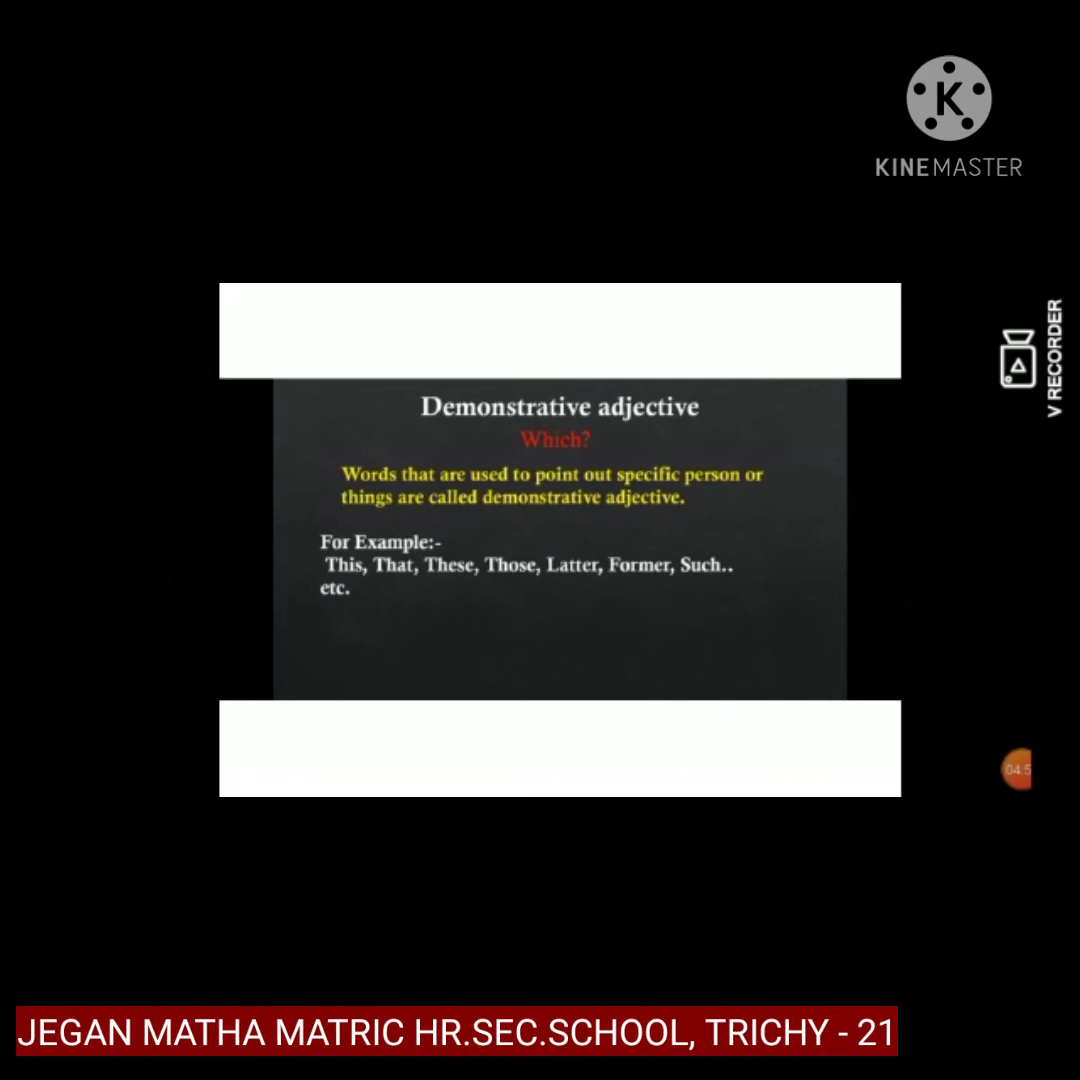 K
KINEMASTER
V RECORDER
Demonstrative adjective
Which?
Words that are used to point out specific person or
things are called demonstrative adjective.
For Example:-
This, That, These, Those, Latter, Former, Such..
etc.
04:5
JEGAN MATHA MATRIC HR.SEC.SCHOOL, TRICHY - 21